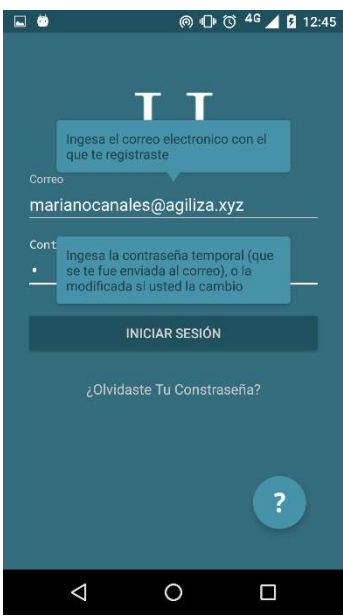 4G 12:45
Ingesa el correo electronico con el
que te registraste
Correo
marianocanales@agiliza.xyz
Cont
Ingesa la contraseña temporal (que
se te fue enviada al correo), o la
modificada si usted la cambio
INICIAR SESIÓN
¿Olvidaste Tu Constraseña?
?